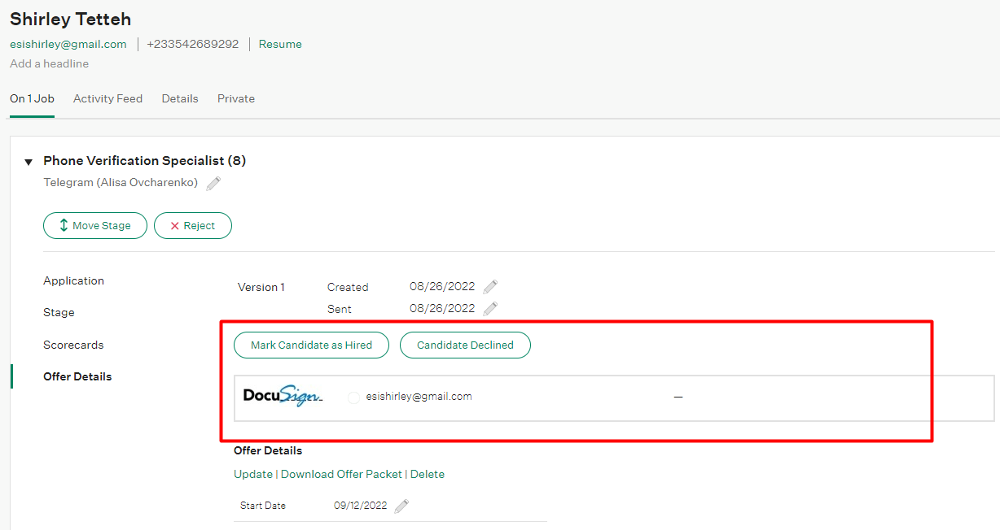 Shirley Tetteh
esishirley@gmail.com | +233542689292 | Resume
Add a headline
On 1 Job Activity Feed Details Private
Phone Verification Specialist (8)
Telegram (Alisa Ovcharenko)
Move Stage Reject
Application
Stage
Scorecards
Offer Details
Version 1 Created 08/26/2022
Sent 08/26/2022
Mark Candidate as Hired Candidate Declined
DocuSign esishirley@gmail.com —
Offer Details
Update | Download Offer Packet | Delete
Start Date 09/12/2022